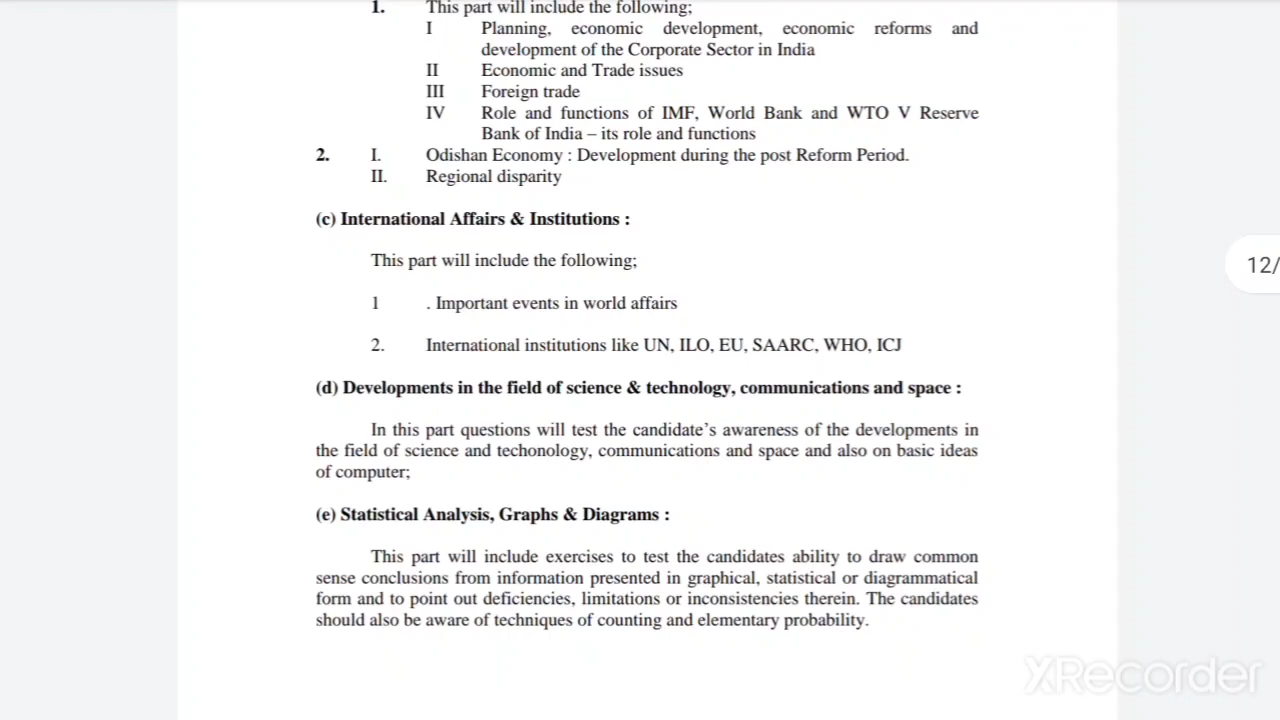 1. This part will include the following;
I Planning, economic development, economic reforms and
development of the Corporate Sector in India
II Economic and Trade issues
III Foreign trade
IV Role and functions of IMF, World Bank and WTO V Reserve
Bank of India – its role and functions
2. I. Odishan Economy : Development during the post Reform Period.
II. Regional disparity
(c) International Affairs & Institutions :
This part will include the following;
1 . Important events in world affairs
2. International institutions like UN, ILO, EU, SAARC, WHO, ICJ
(d) Developments in the field of science & technology, communications and space :
In this part questions will test the candidate’s awareness of the developments in
the field of science and techonology, communications and space and also on basic ideas
of computer;
(e) Statistical Analysis, Graphs & Diagrams :
This part will include exercises to test the candidates ability to draw common
sense conclusions from information presented in graphical, statistical or diagrammatical
form and to point out deficiencies, limitations or inconsistencies therein. The candidates
should also be aware of techniques of counting and elementary probability.
12/
XRecorder